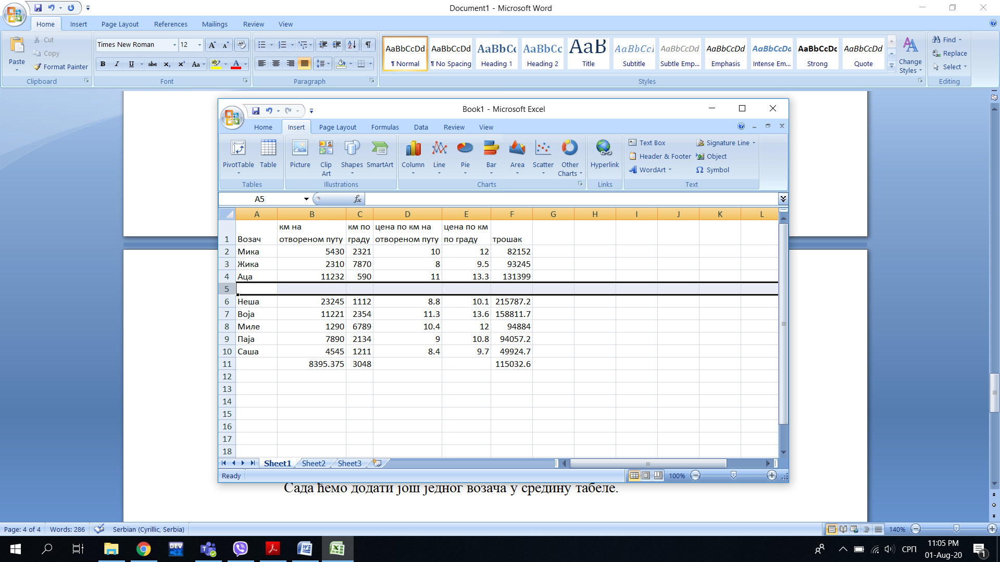 Document1 - Microsoft Word
Home Insert Page Layout References Mailings Review View
Paste
Cut
Copy
Format Painter
Clipboard
Times New Roman 12
Font
Paragraph
AaBbCcDd AaBbCcDd AaBbCc AaBbCc AaB AaBbCcI AaBbCcDd AaBbCcDd AaBbCcDd AaBbCcDc AaBbCcDd
¶ Normal ¶ No Spacing Heading 1 Heading 2 Title Subtitle Subtle Emp... Emphasis Intense Em... Strong Quote
Change Styles
Styles
Find
Replace
Select
Editing
Book1 - Microsoft Excel
Home Insert Page Layout Formulas Data Review View
PivotTable Table
Tables
Picture Clip Art Shapes SmartArt
Illustrations
Column Line Pie Bar Area Scatter Other Charts
Charts
Hyperlink
Links
Text Box
Header & Footer
WordArt
Signature Line
Object
Symbol
Text
A5
A B C D E F G H I J K L
1 Возач км на отвореном путу км по граду цена по км на отвореном путу цена по км по граду трошак
2 Мика 5430 2321 10 12 82152
3 Жика 2310 7870 8 9.5 93245
4 Аца 11232 590 11 13.3 131399
5
6 Неша 23245 1112 8.8 10.1 215787.2
7 Воја 11221 2354 11.3 13.6 158811.7
8 Миле 1290 6789 10.4 12 94884
9 Паја 7890 2134 9 10.8 94057.2
10 Саша 4545 1211 8.4 9.7 49924.7
11 8395.375 3048 115032.6
12
13
14
15
16
17
18
Sheet1 Sheet2 Sheet3
Ready 100%
Сада ћемо додати још једног возача у средину табеле.
Page: 4 of 4 Words: 286 Serbian (Cyrillic, Serbia) 140%
DEV
СРП
11:05 PM
01-Aug-20
1